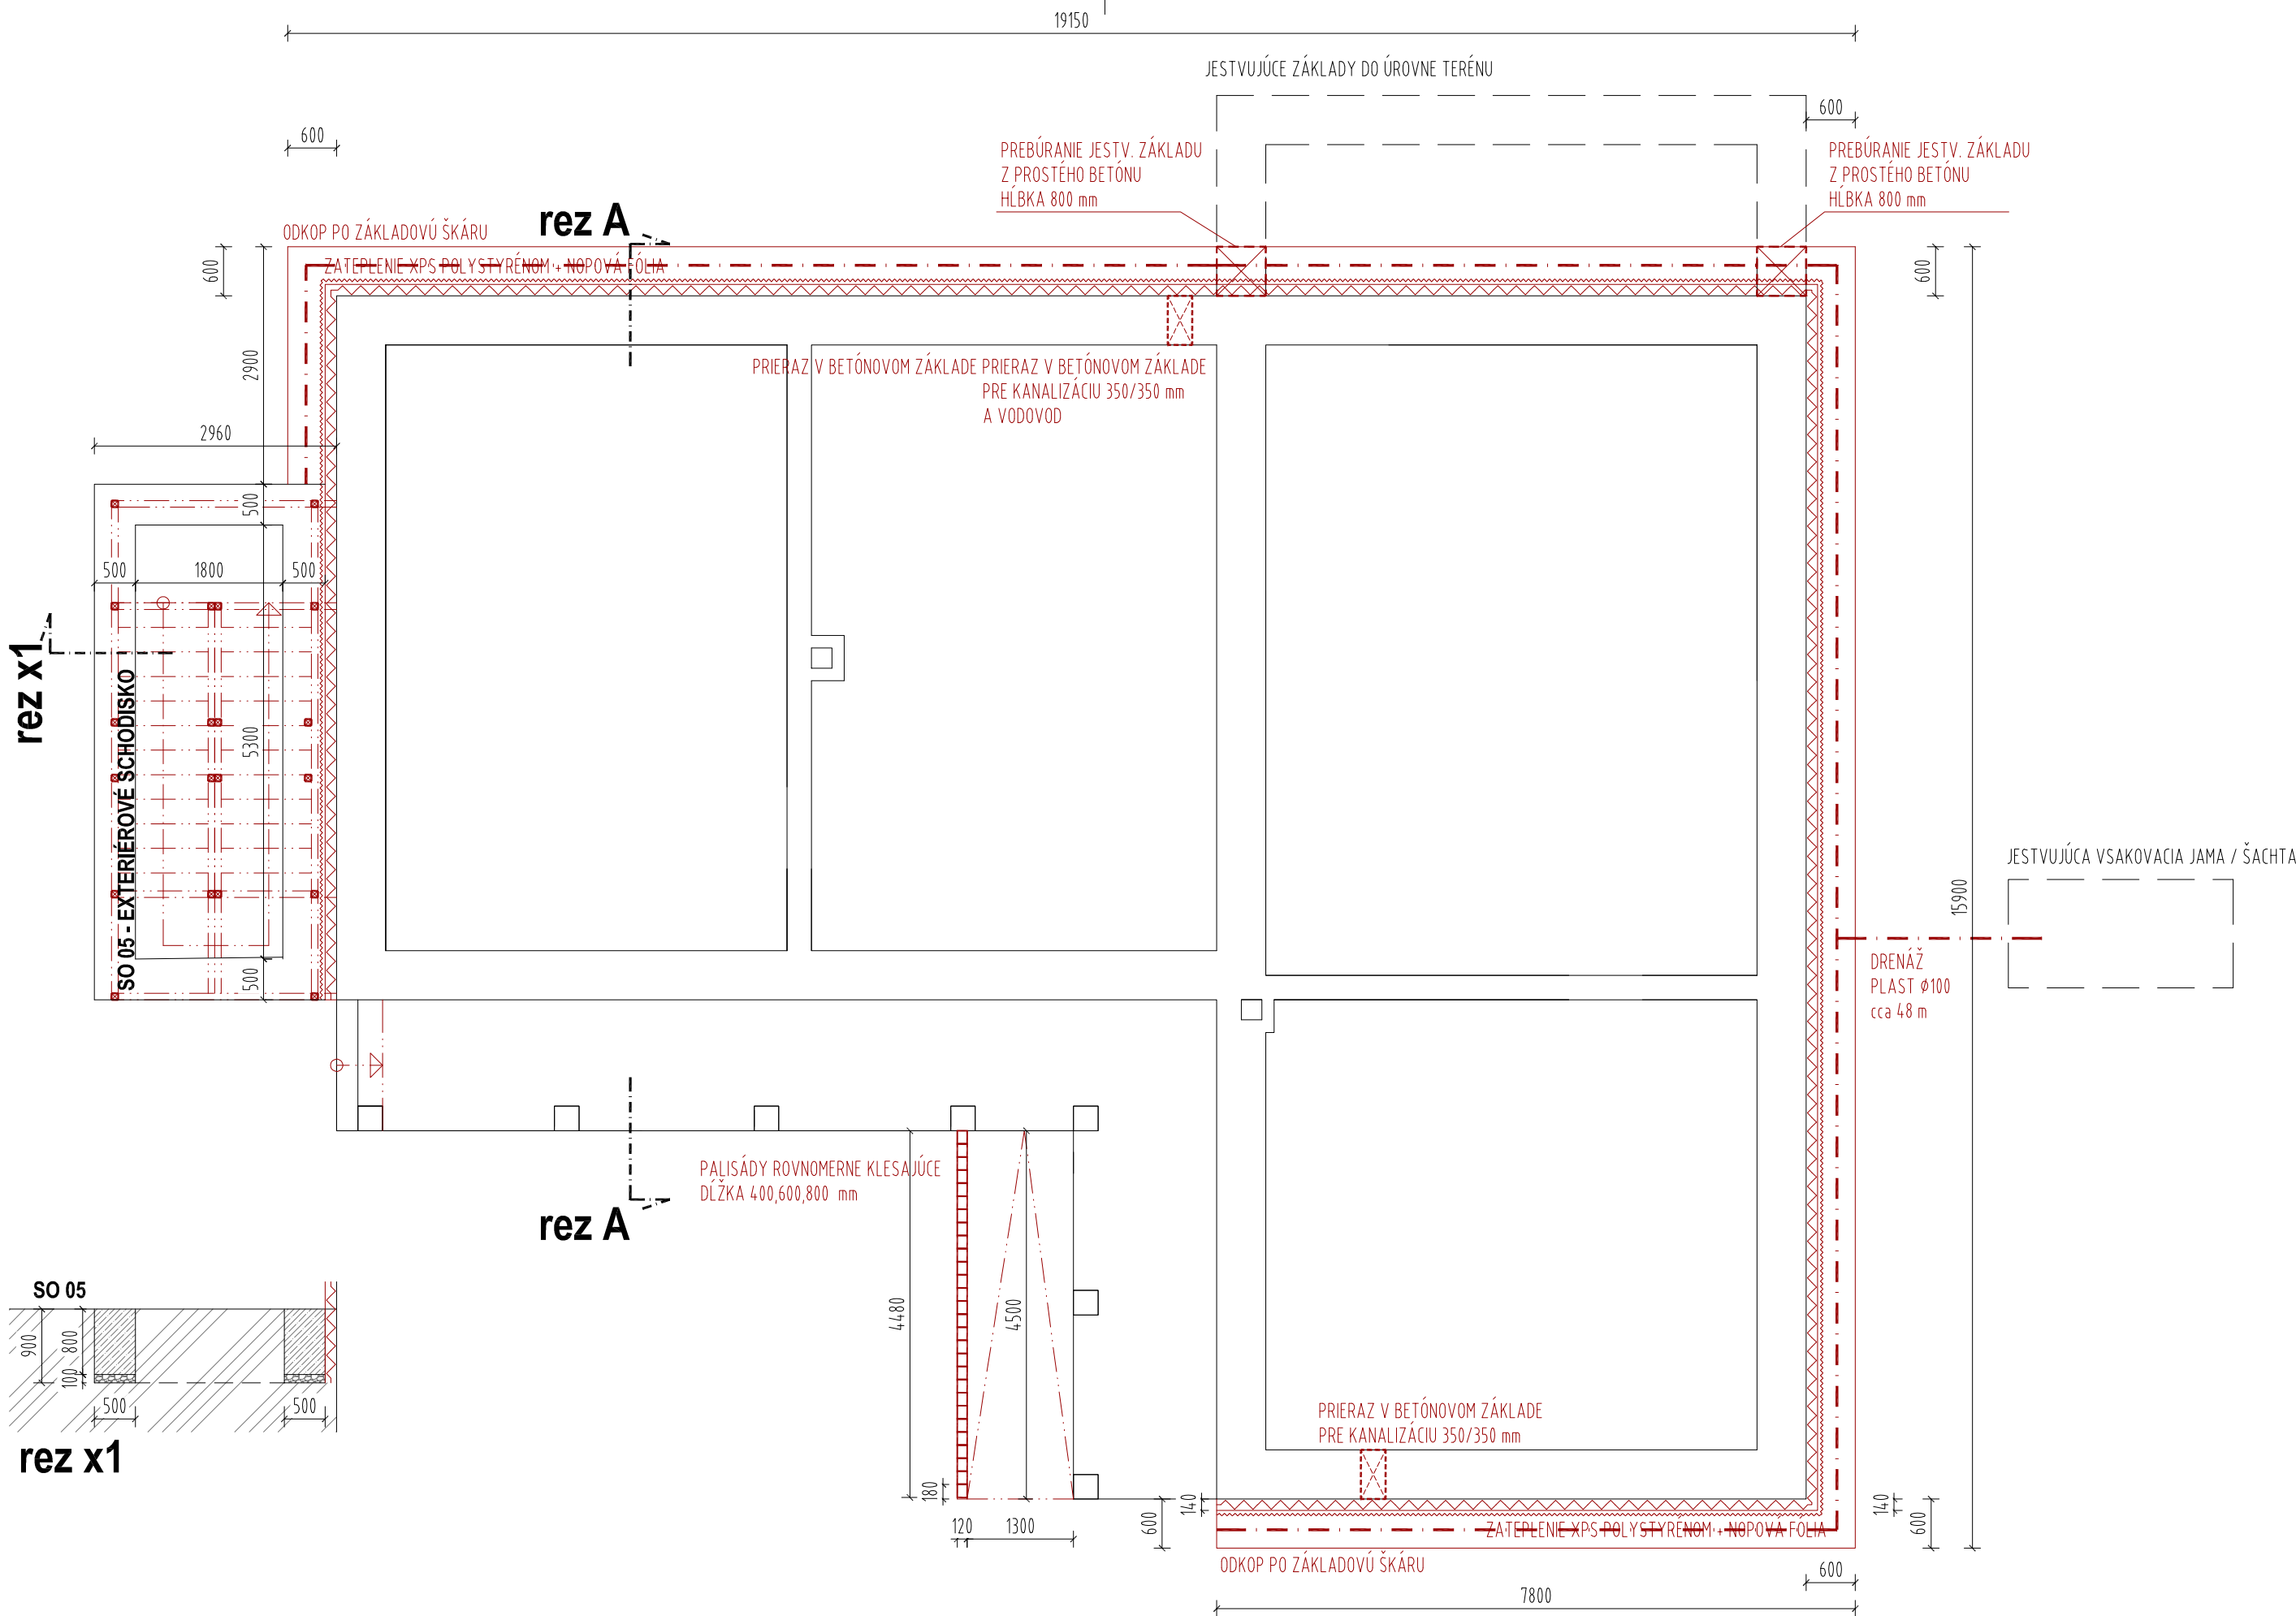 19150
JESTVUJÚCE ZÁKLADY DO ÚROVNE TERÉNU
600
600
PREBÚRANIE JESTV. ZÁKLADU
Z PROSTÉHO BETÓNU
HĹBKA 800 mm
PREBÚRANIE JESTV. ZÁKLADU
Z PROSTÉHO BETÓNU
HĹBKA 800 mm
rez A
ODKOP PO ZÁKLADOVÚ ŠKÁRU
ZATEPLENIE XPS POLYSTYRÉNOM + NOPOVÁ FÓLIA
600
600
2900
PRIERAZ V BETÓNOVOM ZÁKLADE
PRIERAZ V BETÓNOVOM ZÁKLADE
PRE KANALIZÁCIU 350/350 mm
A VODOVOD
2960
500
500
1800
500
rez x1
SO 05 - EXTERIÉROVÉ SCHODISKO
5300
500
JESTVUJÚCA VSAKOVACIA JAMA / ŠACHTA
15900
DRENÁŽ
PLAST ø100
cca 48 m
PALISÁDY ROVNOMERNE KLESAJÚCE
DĹŽKA 400,600,800 mm
rez A
4480
4500
SO 05
900
800
100
500
500
rez x1
PRIERAZ V BETÓNOVOM ZÁKLADE
PRE KANALIZÁCIU 350/350 mm
180
120
1300
600
140
140
600
ZATEPLENIE XPS POLYSTYRÉNOM + NOPOVÁ FÓLIA
ODKOP PO ZÁKLADOVÚ ŠKÁRU
600
7800